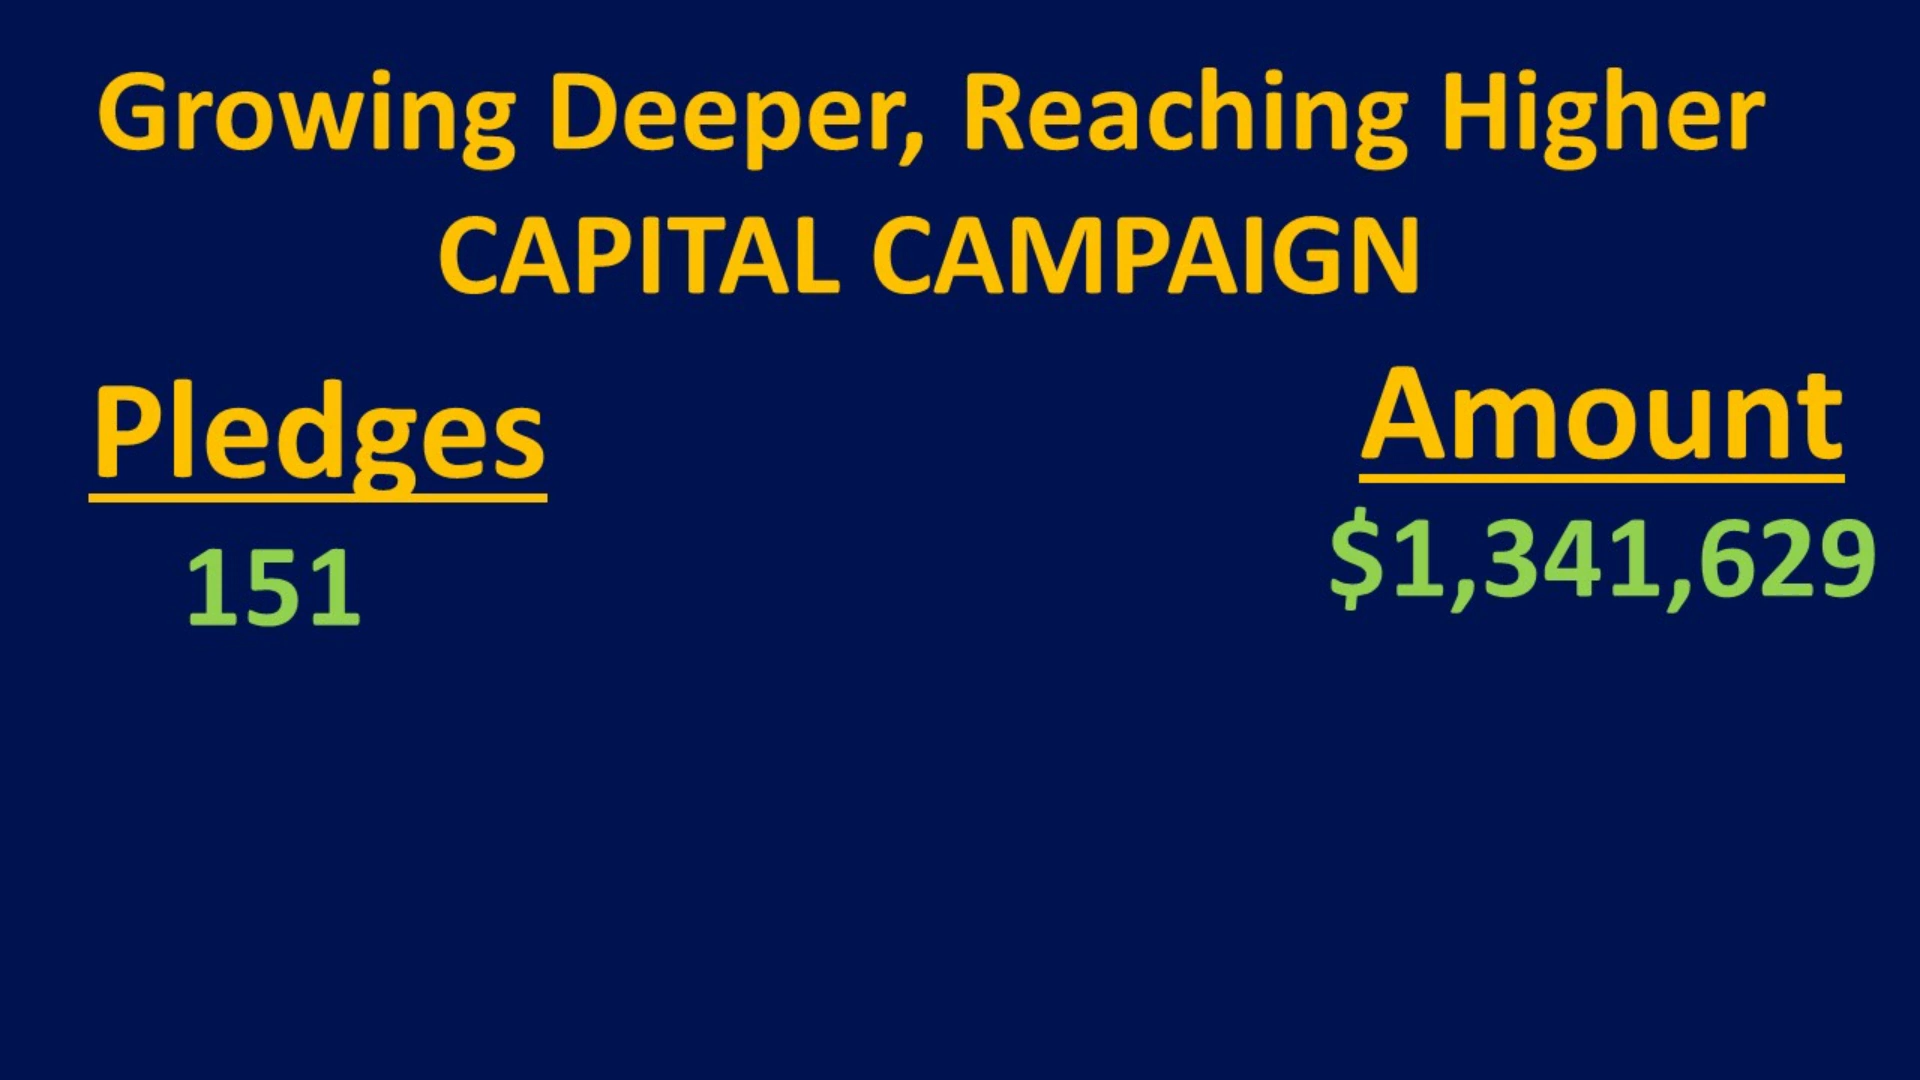 Growing Deeper, Reaching Higher
CAPITAL CAMPAIGN
Pledges
151
Amount
$1,341,629